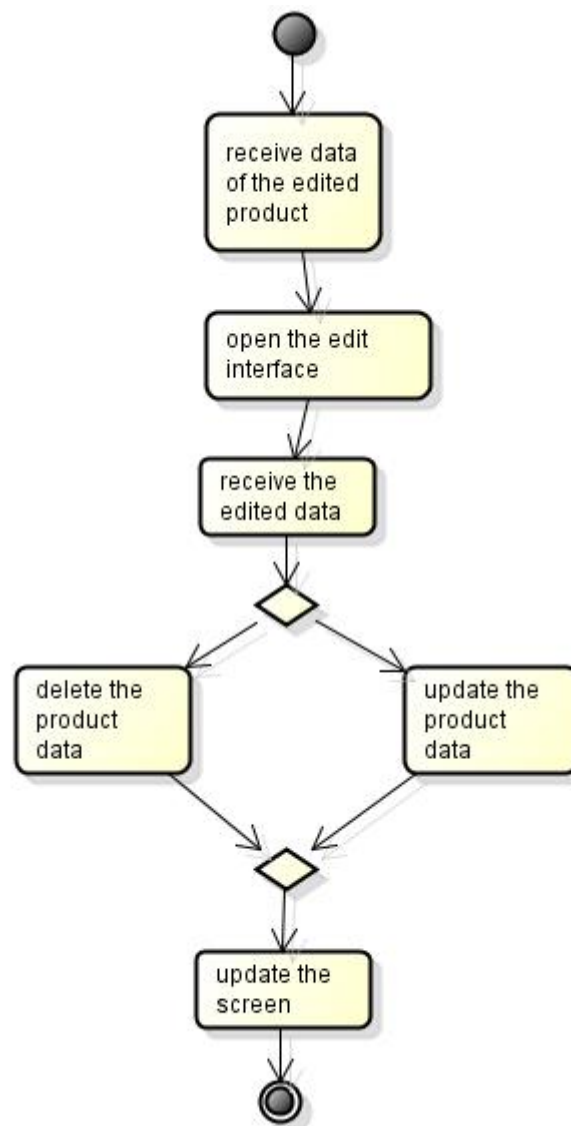 receive data
of the edited
product
open the edit
interface
receive the
edited data
delete the
product
data
update the
product
data
update the
screen